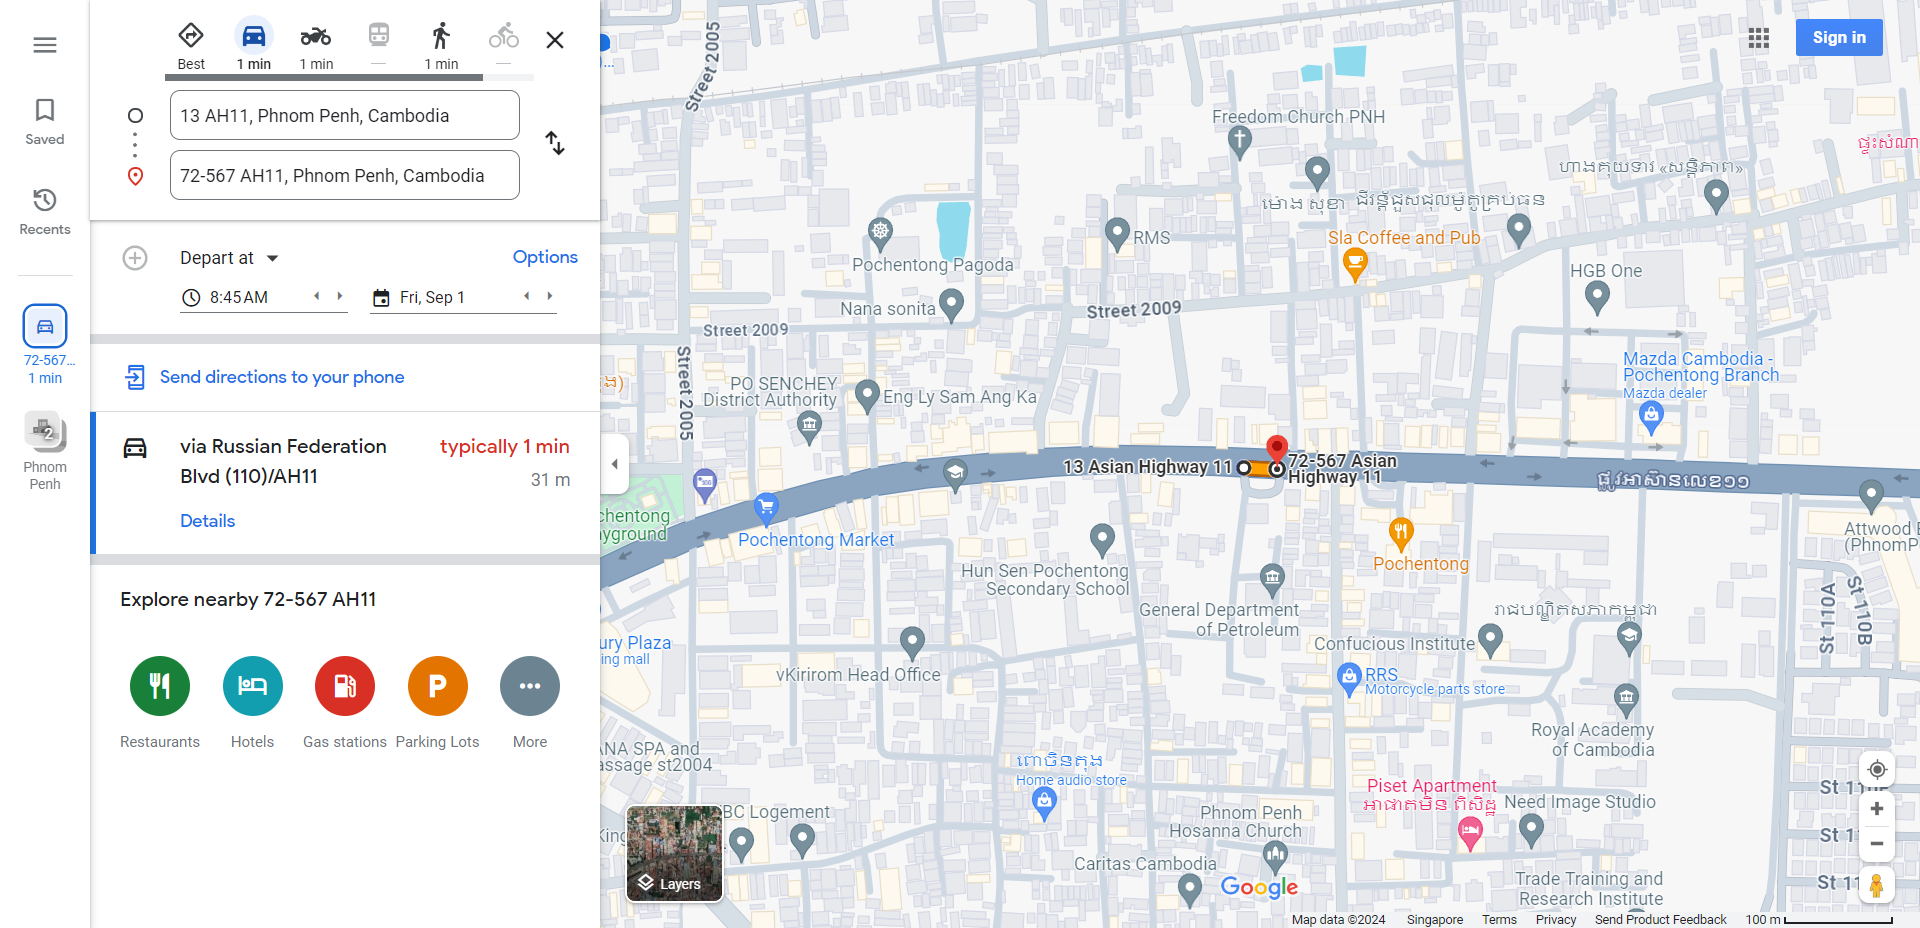 Best
1 min
1 min
—
1 min
—
13 AH11, Phnom Penh, Cambodia
72-567 AH11, Phnom Penh, Cambodia
Saved
Recents
72-567...
1 min
2
Phnom
Penh
Depart at
Options
8:45 AM
Fri, Sep 1
Send directions to your phone
via Russian Federation
Blvd (110)/AH11
typically 1 min
31 m
Details
Explore nearby 72-567 AH11
Restaurants
Hotels
Gas stations
Parking Lots
More
Sign in
Street 2005
Freedom Church PNH
ផ្ទះសំណា
ហាងគុយទាវ «សន្តិភាព»
ម៉ោង សុខា
ជីវន្ត័ជួសជុលម៉ូតូគ្រប់ធន
RMS
Sla Coffee and Pub
Pochentong Pagoda
HGB One
Nana sonita
Street 2009
Street 2009
Street 2005
Mazda Cambodia -
Pochentong Branch
Mazda dealer
PO SENCHEY
District Authority
Eng Ly Sam Ang Ka
13 Asian Highway 11
72-567 Asian
Highway 11
ផ្លូវអាស៊ានលេខ១១
chentong
yground
Pochentong Market
Attwood
(PhnomP
Hun Sen Pochentong
Secondary School
Pochentong
General Department
of Petroleum
រាជបណ្ឌិតសភាកម្ពុជា
St 110A
St 110B
Confucious Institute
ury Plaza
ing mall
vKirirom Head Office
RRS
Motorcycle parts store
Royal Academy
of Cambodia
ANA SPA and
assage st2004
ពោចិនតុង
Home audio store
Piset Apartment
អាផាតមិន ពិសិដ្ឋ
Need Image Studio
St 11
BC Logement
Phnom Penh
Hosanna Church
King
St 1
Caritas Cambodia
Trade Training and
Research Institute
St 11
Layers
Google
Map data ©2024
Singapore
Terms
Privacy
Send Product Feedback
100 m